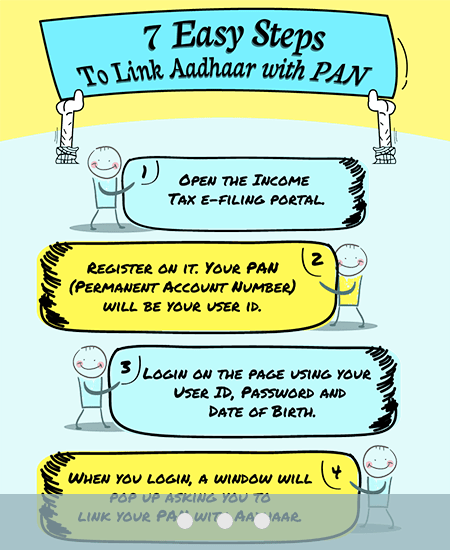 7 Easy Steps
To Link Aadhaar with PAN
1
Open the Income
Tax e-filing portal.
2
Register on it. Your PAN
(Permanent Account Number)
will be your user id.
3
Login on the page using your
User ID, Password and
Date of Birth.
4
When you login, a window will
pop up asking you to
link your PAN with Aadhaar.